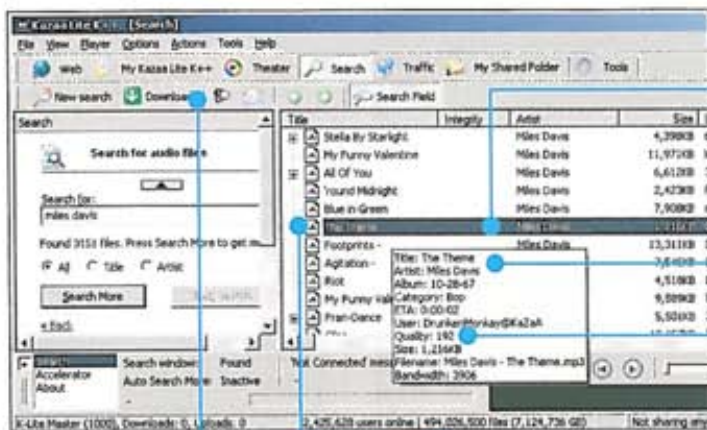 Kazaa Lite K++ - [Search]
File View Player Options Actions Tools Help
Web My Kazaa Lite K++ Theater Search Traffic My Shared Folder Tools
New search Download Search Field
Search
Search for audio files
Search for:
miles davis
Found 3151 files. Press Search More to get
All Title Artist
Search More
< Back
Title Integrity Artist Size
Stella By Starlight Miles Davis 4,398KB
My Funny Valentine Miles Davis 11,971KB
All Of You Miles Davis 6,612KB
'round Midnight Miles Davis 2,423KB
Blue in Green Miles Davis 7,908KB
The Theme Miles Davis 1,216KB
Footprints - Miles Davis 13,311KB
Agitation -
Riot 4,518KB
My Funny 9,589KB
Fran-Dance
Title: The Theme
Artist: Miles Davis
Album: 10-28-67
Category: Bop
ETA: 0:00:02
User: DrunkenMonkey@KaZaA
Quality: 192
Size: 1,216KB
Filename: Miles Davis - The Theme.mp3
Bandwidth: 3906
Search
Accelerator
About
Search window: Found
Auto Search More: Inactive
-
Not Connected
K-Lite Master (1000), Downloads: 0, Uploads: 0
2,425,628 users online | 494,026,500 files (7,124,736 GB)
Not sharing any